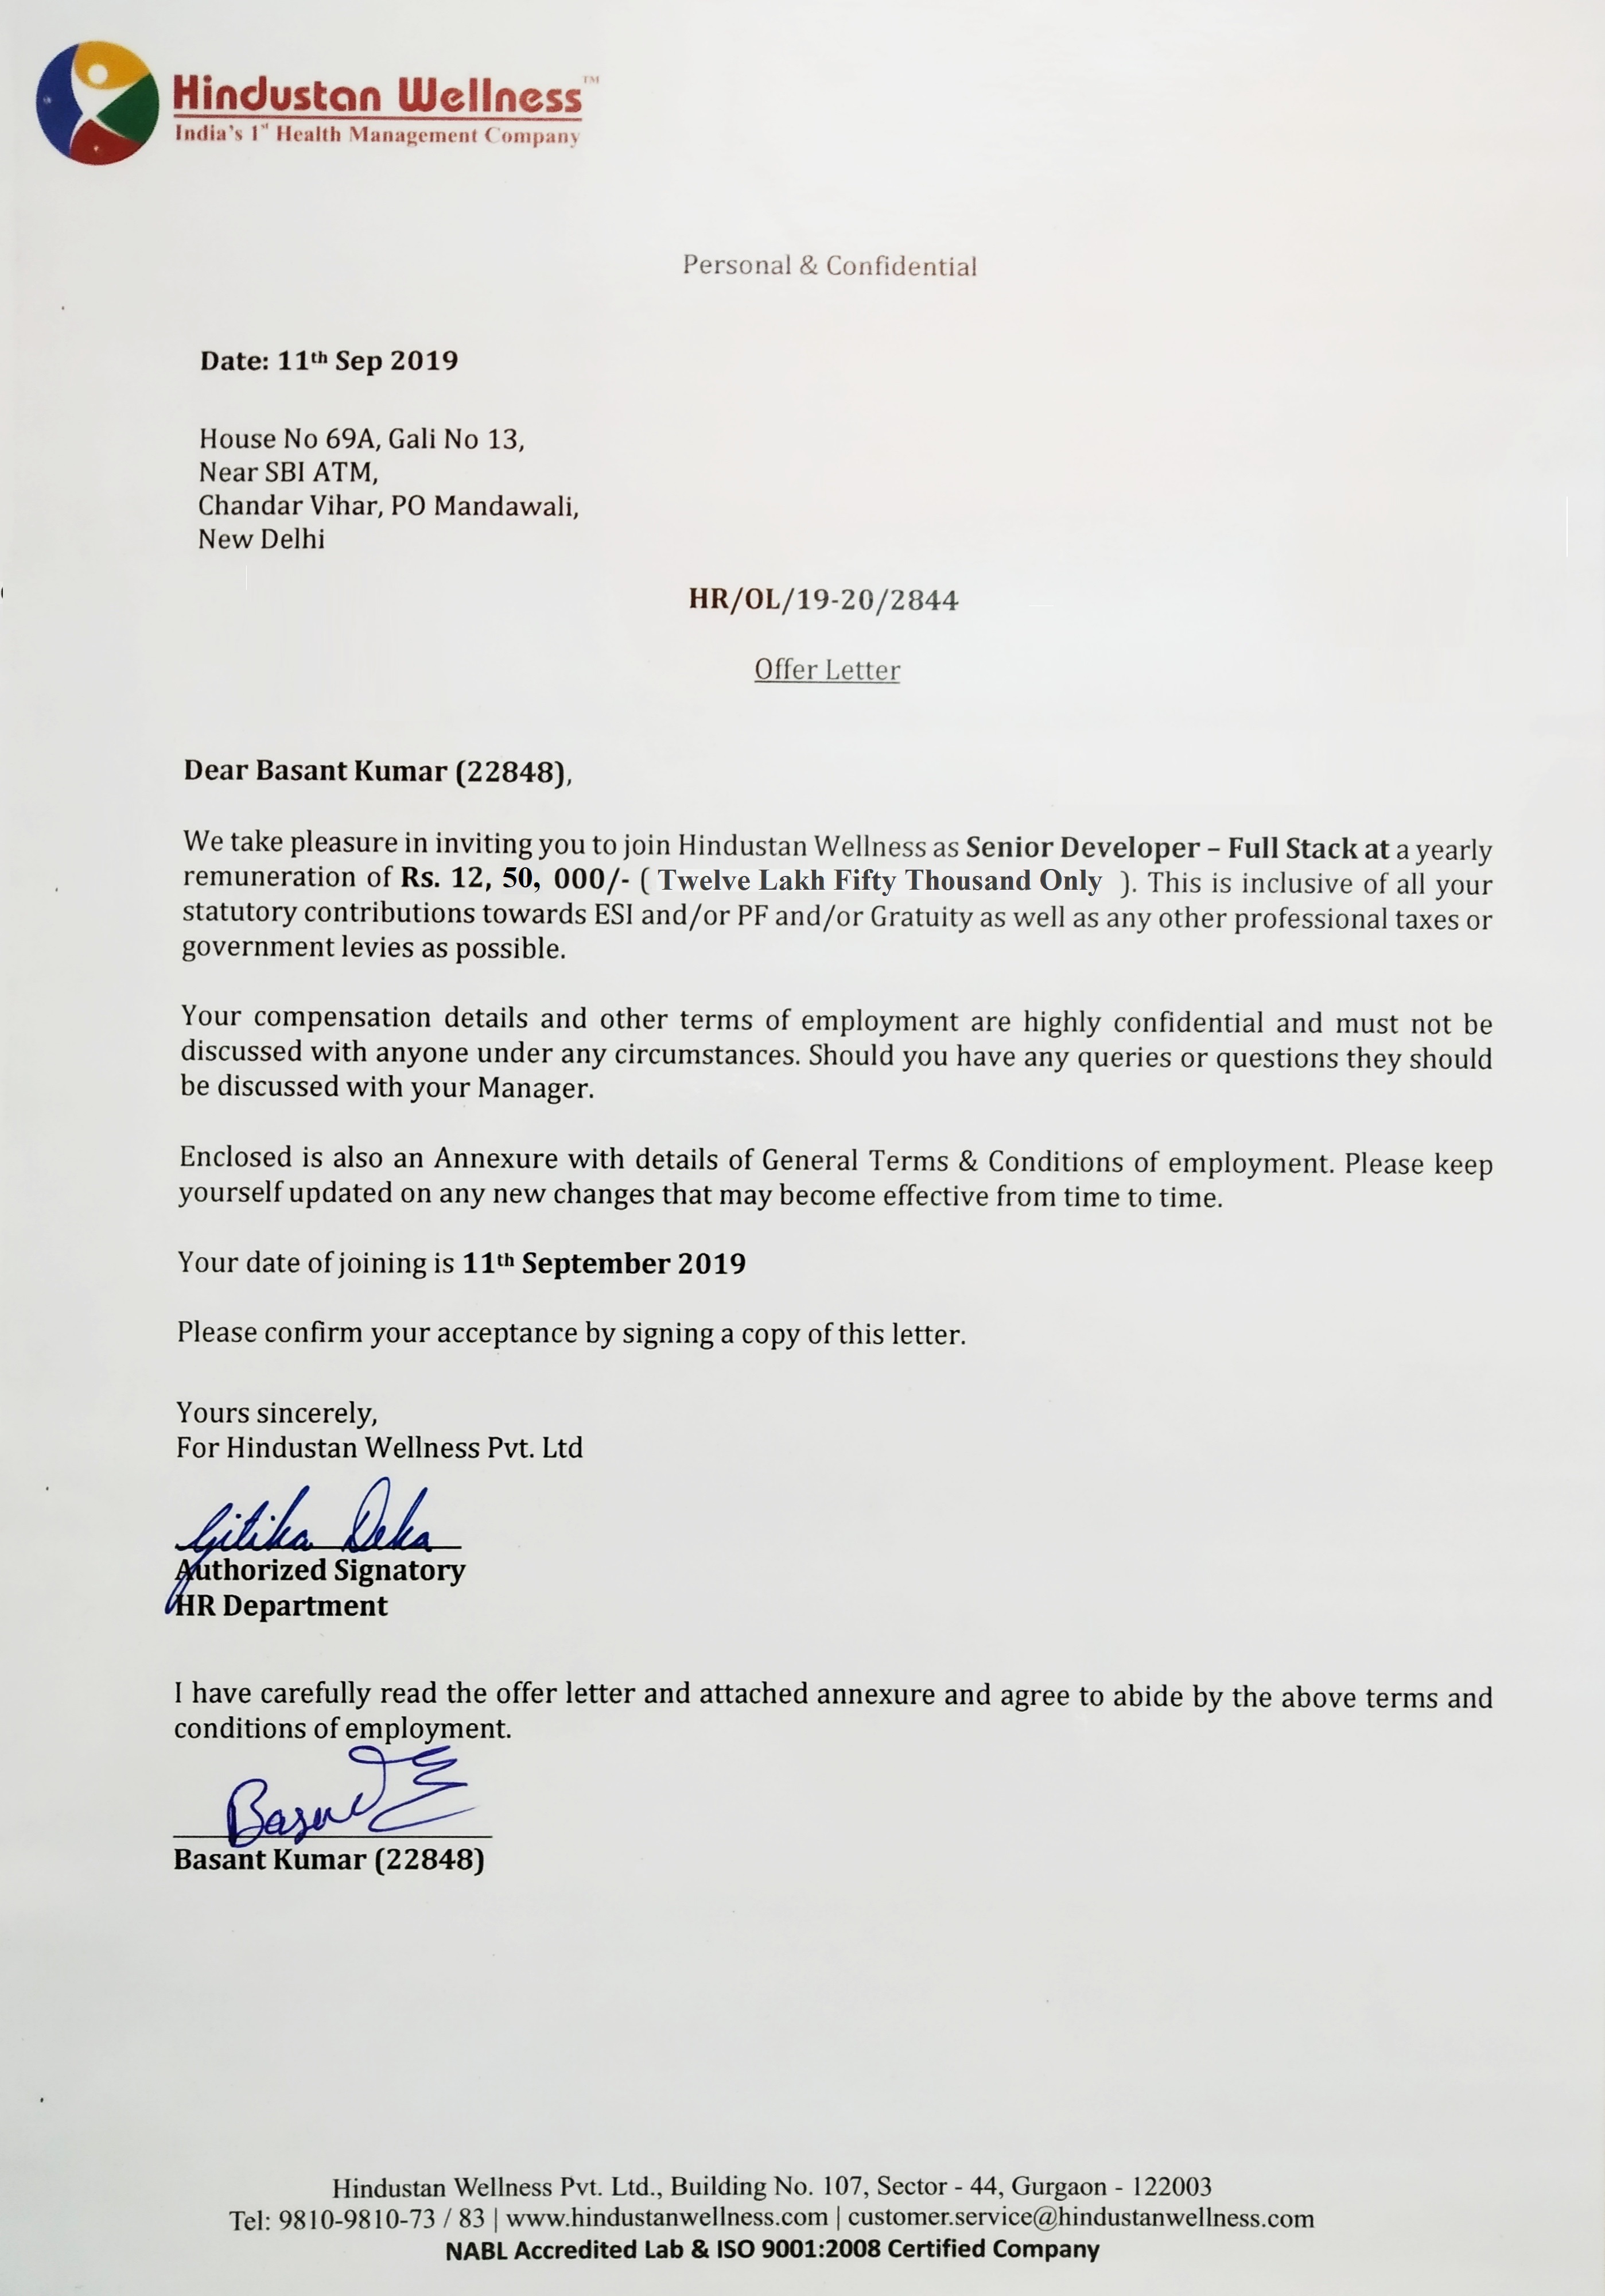 Hindustan Wellness™
India's 1st Health Management Company
Personal & Confidential
Date: 11th Sep 2019
House No 69A, Gali No 13,
Near SBI ATM,
Chandar Vihar, PO Mandawali,
New Delhi
HR/OL/19-20/2844
Offer Letter
Dear Basant Kumar (22848),
We take pleasure in inviting you to join Hindustan Wellness as Senior Developer – Full Stack at a yearly
remuneration of Rs. 12, 50, 000/- ( Twelve Lakh Fifty Thousand Only ). This is inclusive of all your
statutory contributions towards ESI and/or PF and/or Gratuity as well as any other professional taxes or
government levies as possible.
Your compensation details and other terms of employment are highly confidential and must not be
discussed with anyone under any circumstances. Should you have any queries or questions they should
be discussed with your Manager.
Enclosed is also an Annexure with details of General Terms & Conditions of employment. Please keep
yourself updated on any new changes that may become effective from time to time.
Your date of joining is 11th September 2019
Please confirm your acceptance by signing a copy of this letter.
Yours sincerely,
For Hindustan Wellness Pvt. Ltd
Gitika Deka
Authorized Signatory
HR Department
I have carefully read the offer letter and attached annexure and agree to abide by the above terms and
conditions of employment.
Basant Kumar (22848)
Hindustan Wellness Pvt. Ltd., Building No. 107, Sector - 44, Gurgaon - 122003
Tel: 9810-9810-73 / 83 | www.hindustanwellness.com | customer.service@hindustanwellness.com
NABL Accredited Lab & ISO 9001:2008 Certified Company